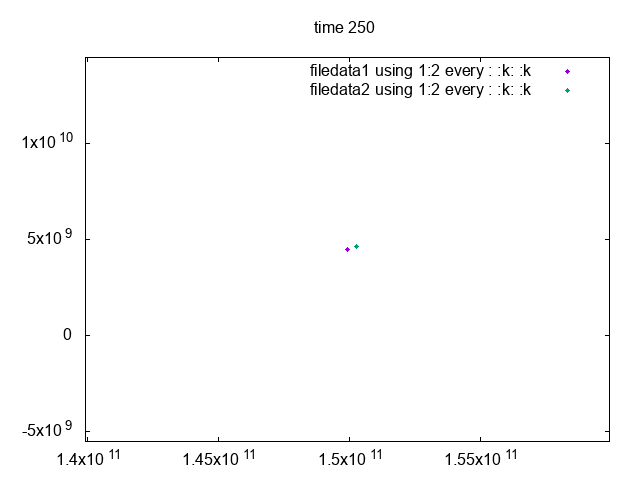 time 250
filedata1 using 1:2 every : :k: :k
filedata2 using 1:2 every : :k: :k
1x10 10
5x10 9
0
-5x10 9
1.4x10 11 1.45x10 11 1.5x10 11 1.55x10 11